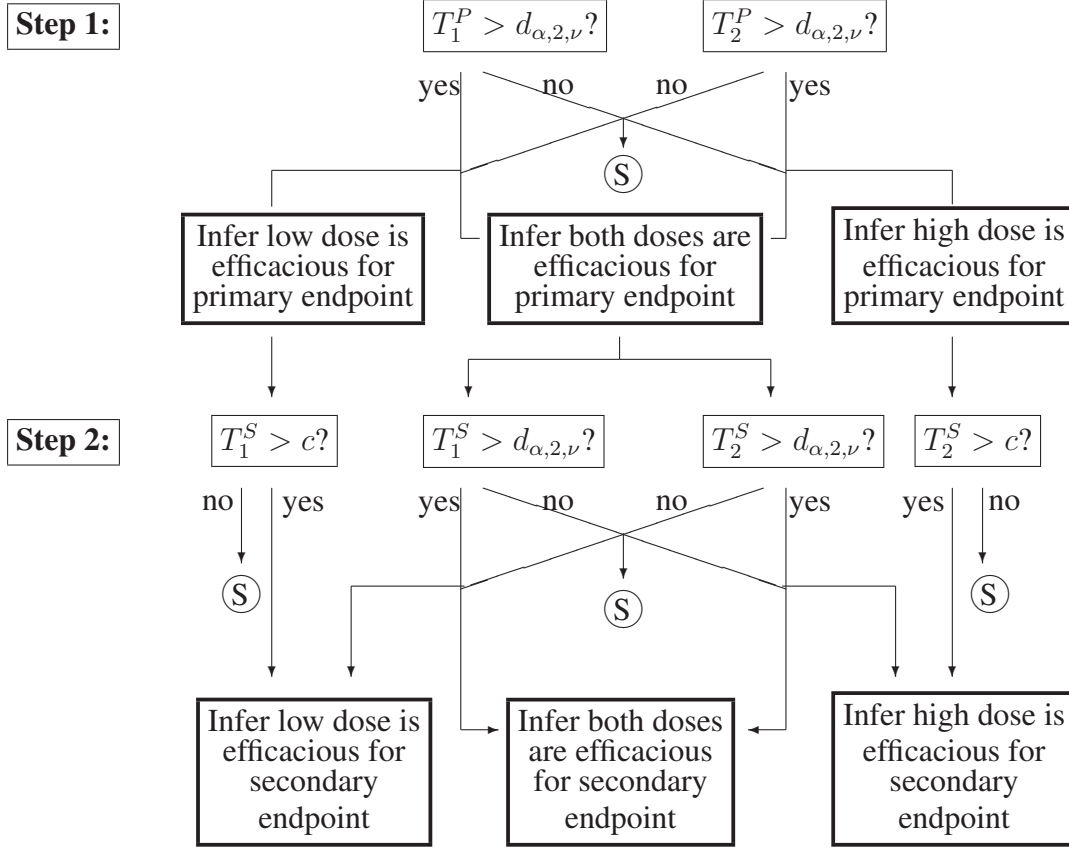 Step 1:
T_1^P > d_{α,2,ν}?
T_2^P > d_{α,2,ν}?
yes
no
no
yes
S
Infer low dose is
efficacious for
primary endpoint
Infer both doses are
efficacious for
primary endpoint
Infer high dose is
efficacious for
primary endpoint
Step 2:
T_1^S > c?
T_1^S > d_{α,2,ν}?
T_2^S > d_{α,2,ν}?
T_2^S > c?
no
yes
yes
no
no
yes
yes
no
S
S
S
Infer low dose is
efficacious for
secondary
endpoint
Infer both doses
are efficacious
for secondary
endpoint
Infer high dose is
efficacious for
secondary
endpoint